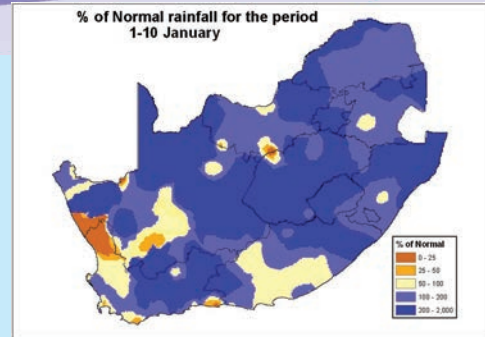 % of Normal rainfall for the period
1-10 January
% of Normal
0 - 25
25 - 50
50 - 100
100 - 200
200 - 2,000